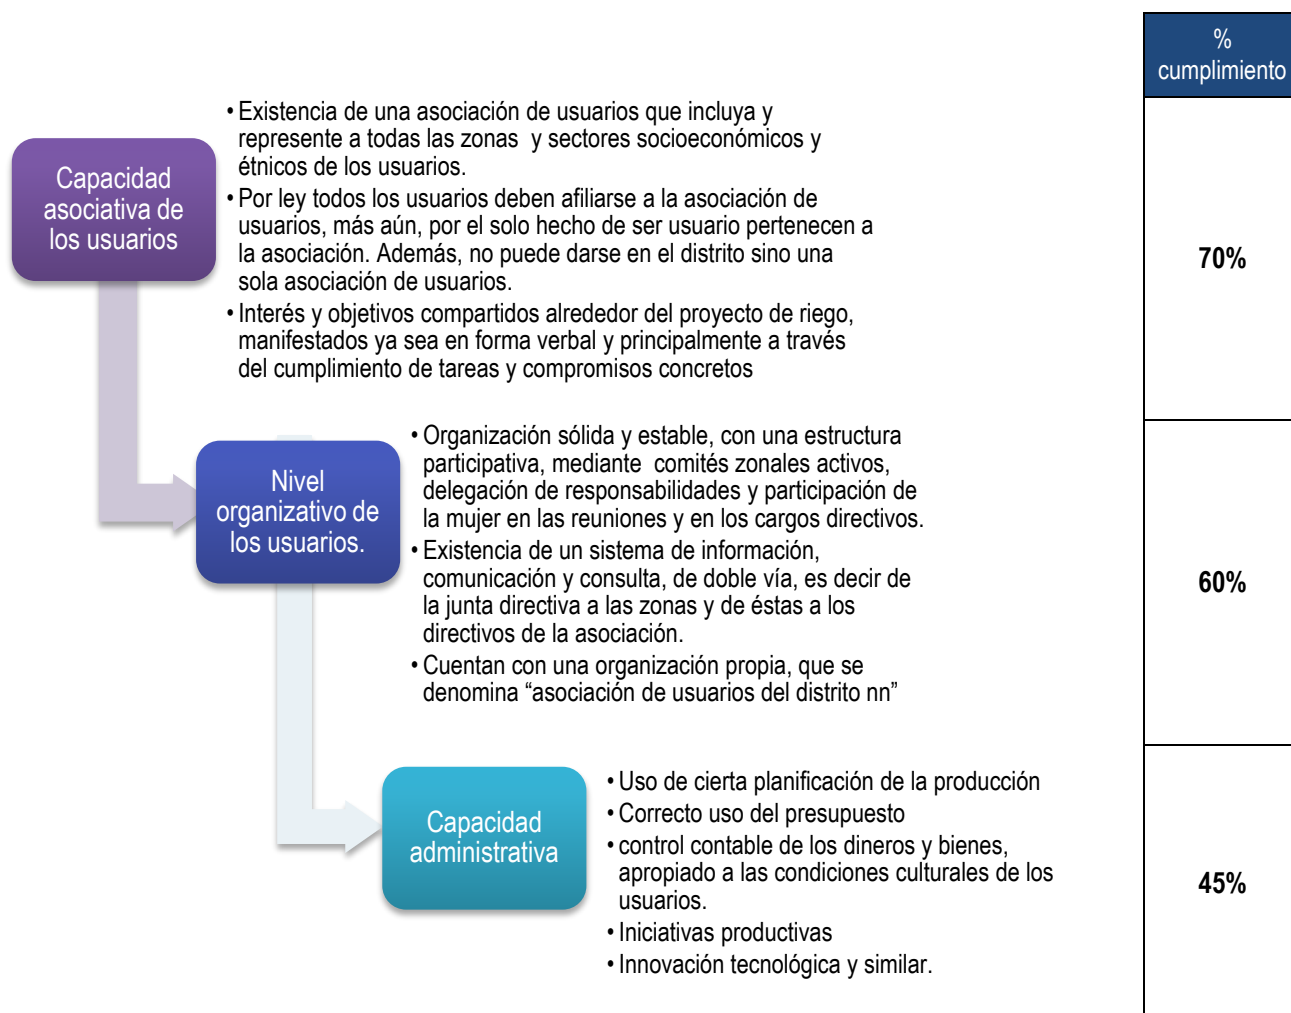 %
cumplimiento
Capacidad
asociativa de
los usuarios
• Existencia de una asociación de usuarios que incluya y
represente a todas las zonas y sectores socioeconómicos y
étnicos de los usuarios.
• Por ley todos los usuarios deben afiliarse a la asociación de
usuarios, más aún, por el solo hecho de ser usuario pertenecen a
la asociación. Además, no puede darse en el distrito sino una
sola asociación de usuarios.
• Interés y objetivos compartidos alrededor del proyecto de riego,
manifestados ya sea en forma verbal y principalmente a través
del cumplimiento de tareas y compromisos concretos
70%
Nivel
organizativo de
los usuarios.
• Organización sólida y estable, con una estructura
participativa, mediante comités zonales activos,
delegación de responsabilidades y participación de
la mujer en las reuniones y en los cargos directivos.
• Existencia de un sistema de información,
comunicación y consulta, de doble vía, es decir de
la junta directiva a las zonas y de éstas a los
directivos de la asociación.
• Cuentan con una organización propia, que se
denomina “asociación de usuarios del distrito nn”
60%
Capacidad
administrativa
• Uso de cierta planificación de la producción
• Correcto uso del presupuesto
• control contable de los dineros y bienes,
apropiado a las condiciones culturales de los
usuarios.
• Iniciativas productivas
• Innovación tecnológica y similar.
45%